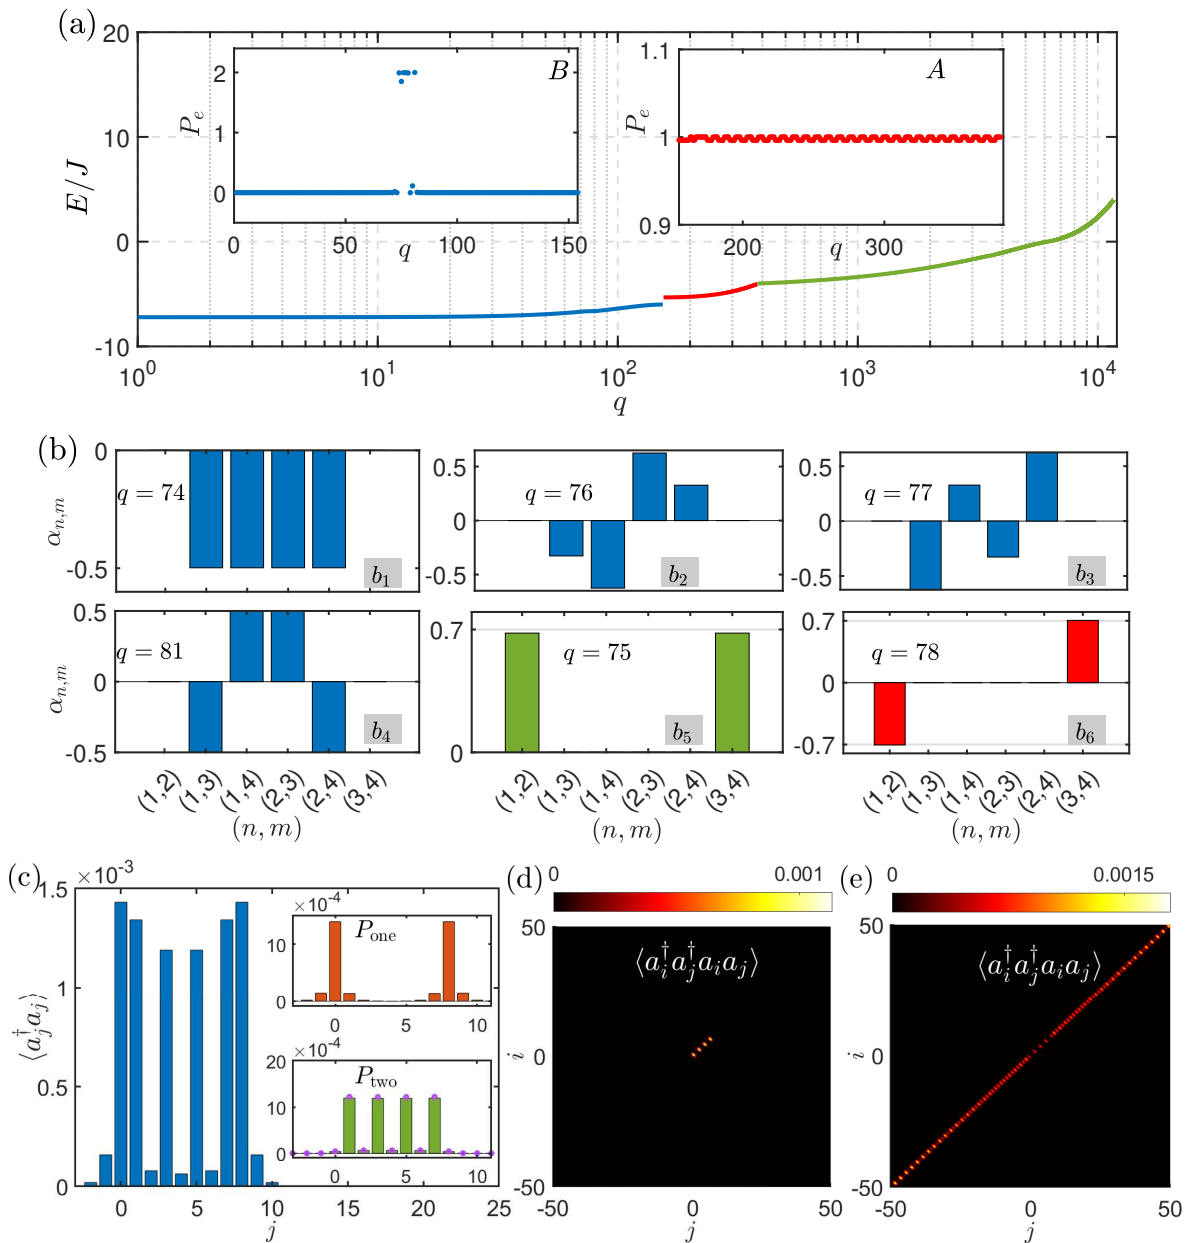 (a)
20
10
0
-10
E/J
B
2
1
0
P_e
0 50 100 150
q
A
1.1
1
0.9
P_e
200 300
q
10^0 10^1 10^2 10^3 10^4
q
(b)
0
-0.5
α_{n,m}
q = 74
b_1
0.5
0
-0.5
q = 76
b_2
0.5
0
-0.5
q = 77
b_3
0.5
0
-0.5
α_{n,m}
q = 81
b_4
0.7
0
q = 75
b_5
0.7
0
-0.7
q = 78
b_6
(1,2) (1,3) (1,4) (2,3) (2,4) (3,4)
(n, m)
(1,2) (1,3) (1,4) (2,3) (2,4) (3,4)
(n, m)
(1,2) (1,3) (1,4) (2,3) (2,4) (3,4)
(n, m)
(c)
×10^{-3}
1.5
1
0.5
0
⟨a_j^† a_j⟩
×10^{-4}
10
0
P_one
0 5 10
×10^{-4}
20
10
0
P_two
0 5 10
0 5 10 15 20 25
j
(d)
0 0.001
50
0
-50
i
⟨a_i^† a_j^† a_i a_j⟩
-50 0 50
j
(e)
0 0.0015
50
0
-50
i
⟨a_i^† a_j^† a_i a_j⟩
-50 0 50
j